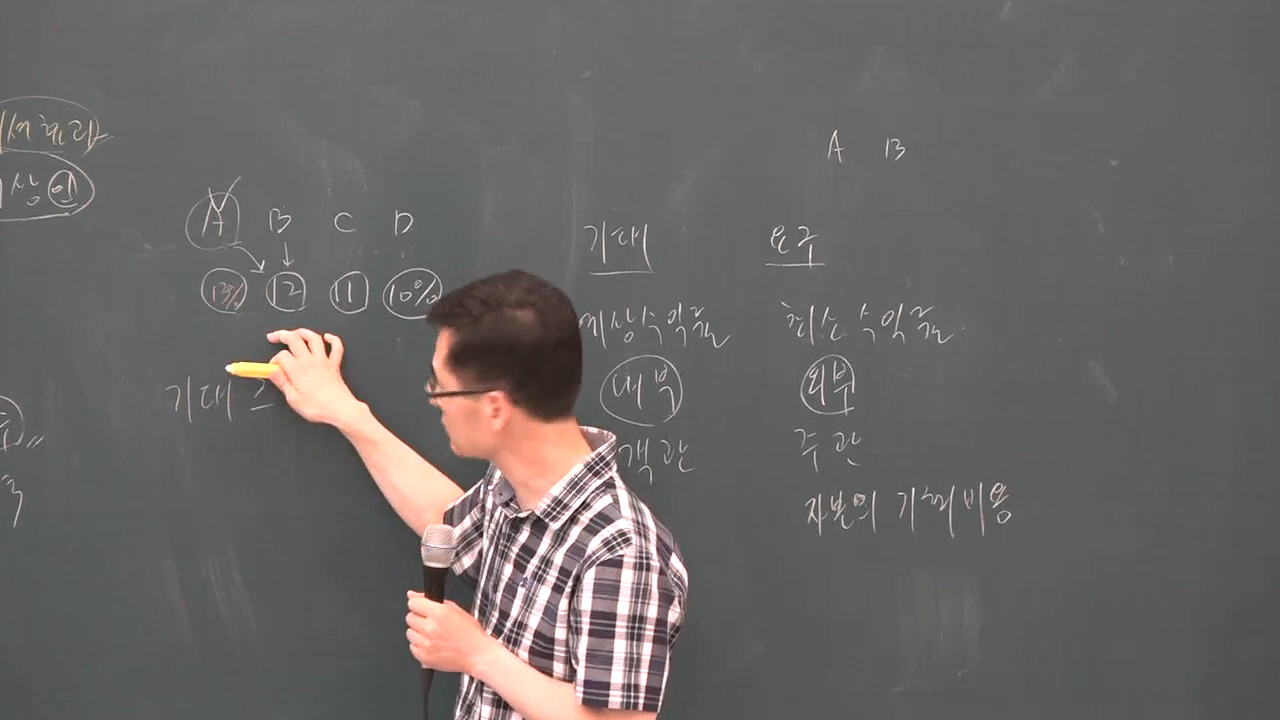 A B
A B C D
기대 요구
13% 12 11 10%
예상수익률 최소수익률
내부 외부
기대
객관 주관
자본의 기회비용